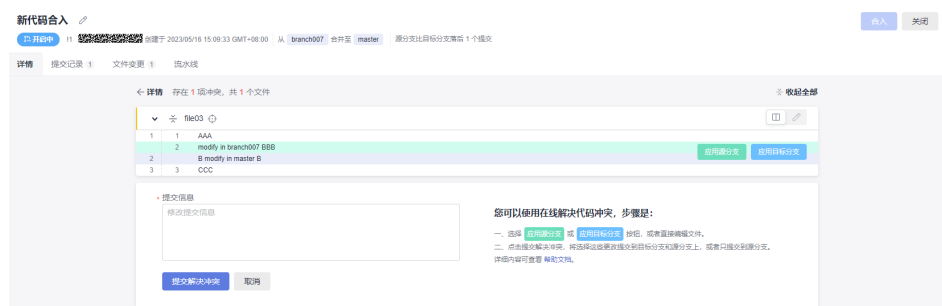 新代码合入
合入 关闭
开启中 !1 创建于 2023/05/16 15:09:33 GMT+08:00 从 branch007 合并至 master 源分支比目标分支落后 1 个提交
详情 提交记录 1 文件变更 1 流水线
详情 存在 1 项冲突，共 1 个文件 收起全部
file03
1 1 AAA
2 modify in branch007 BBB
应用源分支 应用目标分支
2 B modify in master B
3 3 CCC
* 提交信息
修改提交信息
您可以使用在线解决代码冲突，步骤是：
一、选择 应用源分支 或 应用目标分支 按钮，或者直接编辑文件。
二、点击提交解决冲突，将选择这些更改提交到目标分支和源分支上，或者只提交到源分支。
详细内容可查看 帮助文档。
提交解决冲突 取消